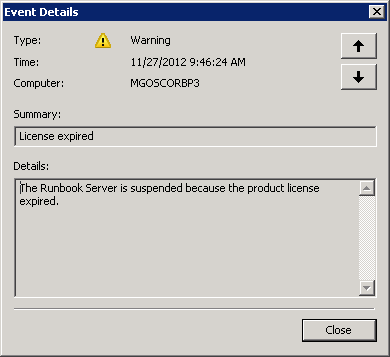 Event Details
Type: Warning
Time: 11/27/2012 9:46:24 AM
Computer: MGOSCORBP3
Summary:
License expired
Details:
The Runbook Server is suspended because the product license
expired.
Close